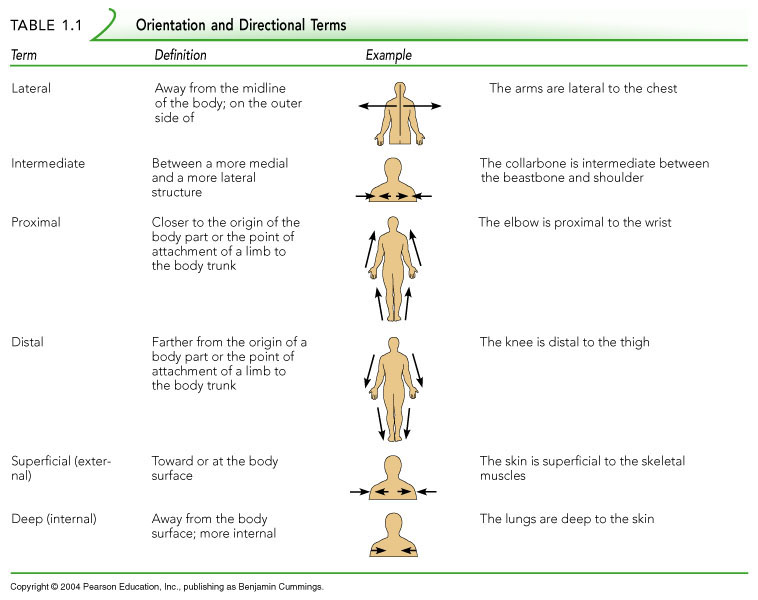 TABLE 1.1 Orientation and Directional Terms
Term Definition Example
Lateral Away from the midline The arms are lateral to the chest
of the body; on the outer
side of
Intermediate Between a more medial The collarbone is intermediate between
and a more lateral the beastbone and shoulder
structure
Proximal Closer to the origin of the The elbow is proximal to the wrist
body part or the point of
attachment of a limb to
the body trunk
Distal Farther from the origin of a The knee is distal to the thigh
body part or the point of
attachment of a limb to
the body trunk
Superficial (exter- Toward or at the body The skin is superficial to the skeletal
nal) surface muscles
Deep (internal) Away from the body The lungs are deep to the skin
surface; more internal
Copyright © 2004 Pearson Education, Inc., publishing as Benjamin Cummings.